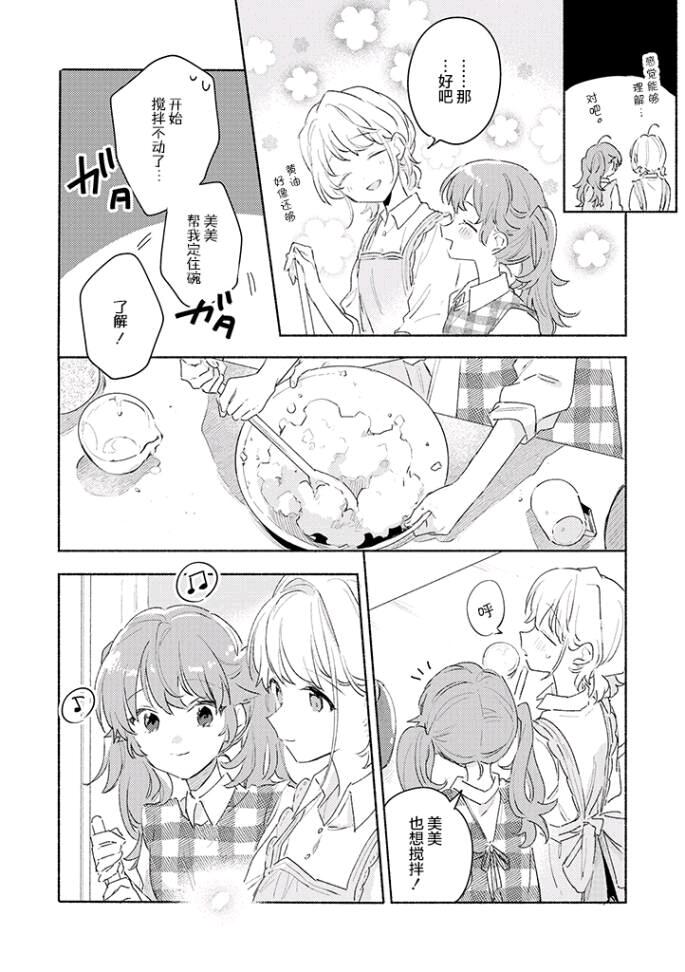 感觉能够
理解…
对吧。
……那
…好吧
黄油
好像还够
开始
搅拌不动了…
ガタ
美美
帮我定住碗
ガタ
了解！
呼
美美
也想搅拌！